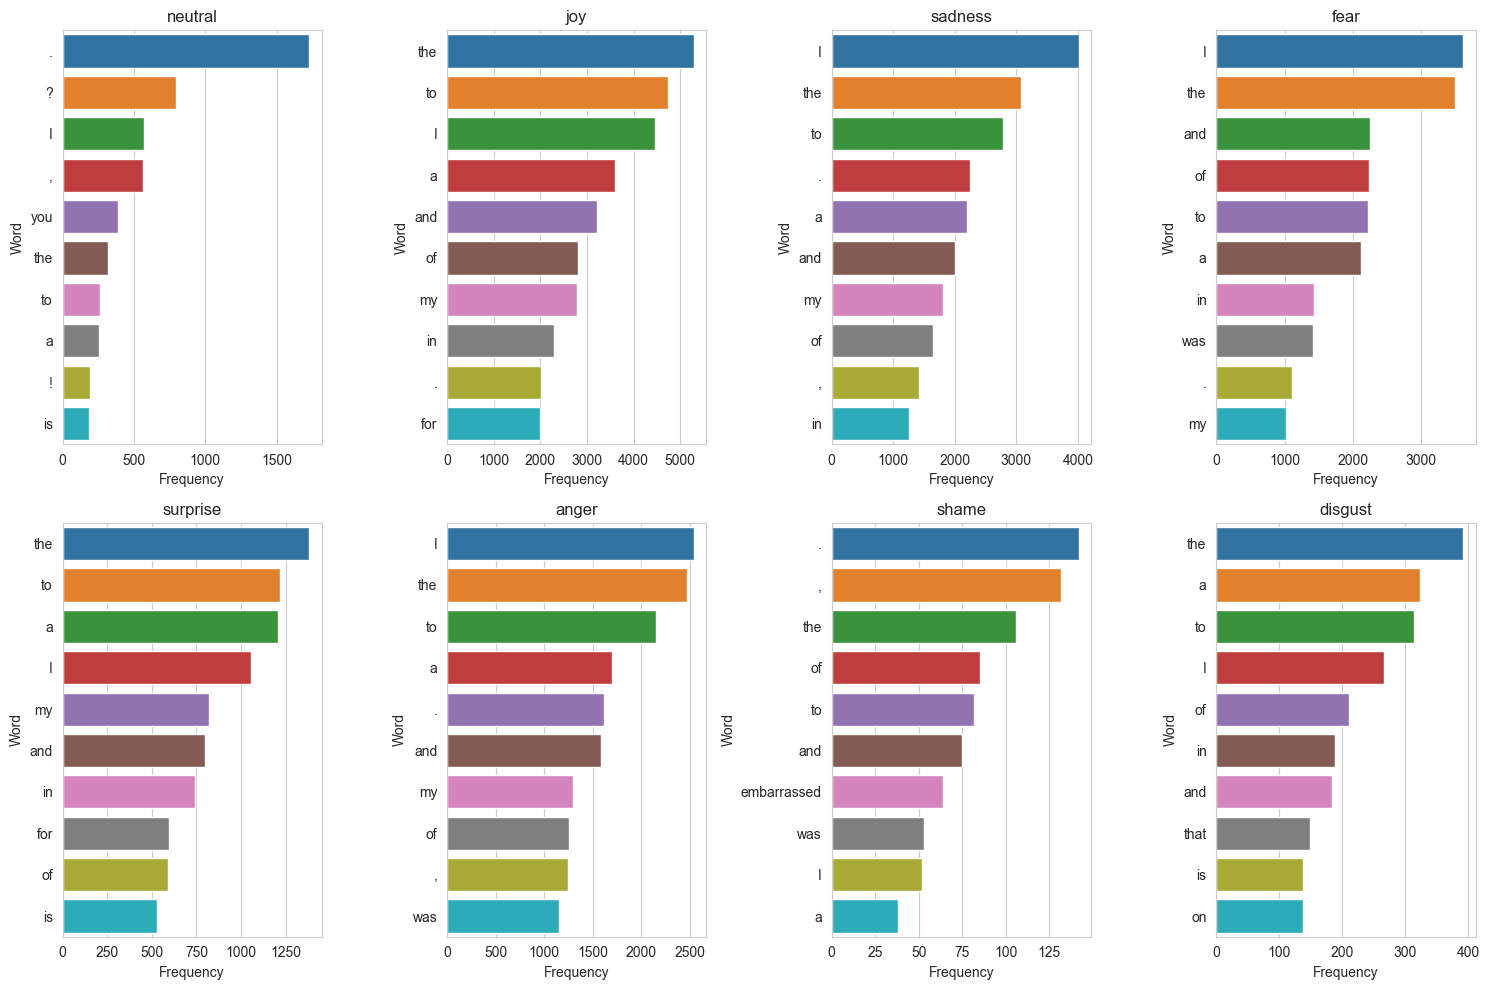 neutral
.
?
I
,
you
the
to
a
!
is
Word
0 500 1000 1500
Frequency
joy
the
to
I
a
and
of
my
in
.
for
Word
0 1000 2000 3000 4000 5000
Frequency
sadness
I
the
to
.
a
and
my
of
,
in
Word
0 1000 2000 3000 4000
Frequency
fear
I
the
and
of
to
a
in
was
.
my
Word
0 1000 2000 3000
Frequency
surprise
the
to
a
I
my
and
in
for
of
is
Word
0 250 500 750 1000 1250
Frequency
anger
I
the
to
a
.
and
my
of
,
was
Word
0 500 1000 1500 2000 2500
Frequency
shame
.
,
the
of
to
and
embarrassed
was
I
a
Word
0 25 50 75 100 125
Frequency
disgust
the
a
to
I
of
in
and
that
is
on
Word
0 100 200 300 400
Frequency